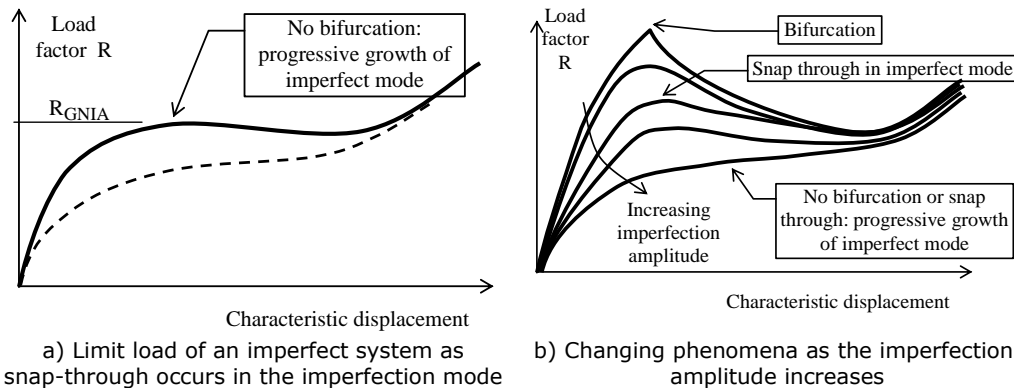 Load
factor R
No bifurcation:
progressive growth of
imperfect mode
RGNIA
Characteristic displacement
a) Limit load of an imperfect system as
snap-through occurs in the imperfection mode
Load
factor
R
Bifurcation
Snap through in imperfect mode
Increasing
imperfection
amplitude
No bifurcation or snap
through: progressive growth
of imperfect mode
Characteristic displacement
b) Changing phenomena as the imperfection
amplitude increases